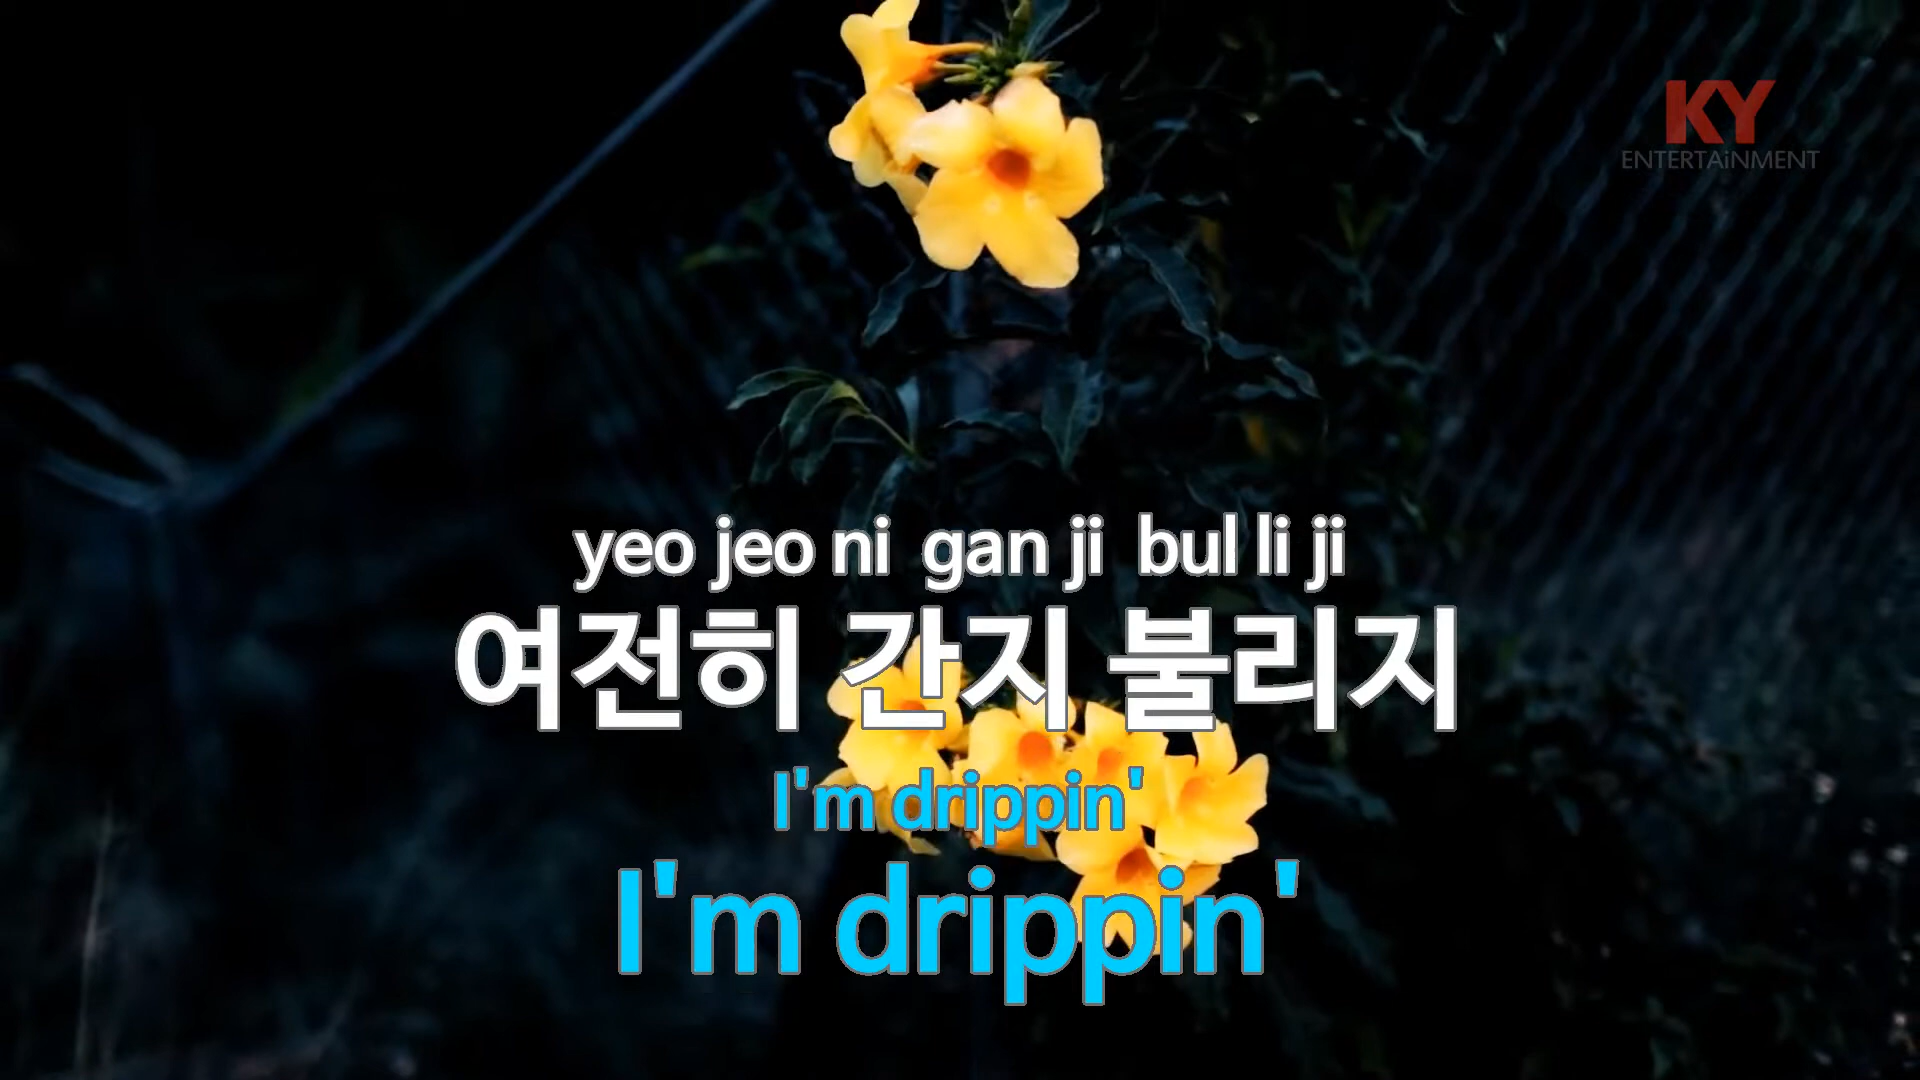 KY
ENTERTAiNMENT
yeo jeo ni gan ji bul li ji
여전히 간지 불리지
I'm drippin'
I'm drippin'